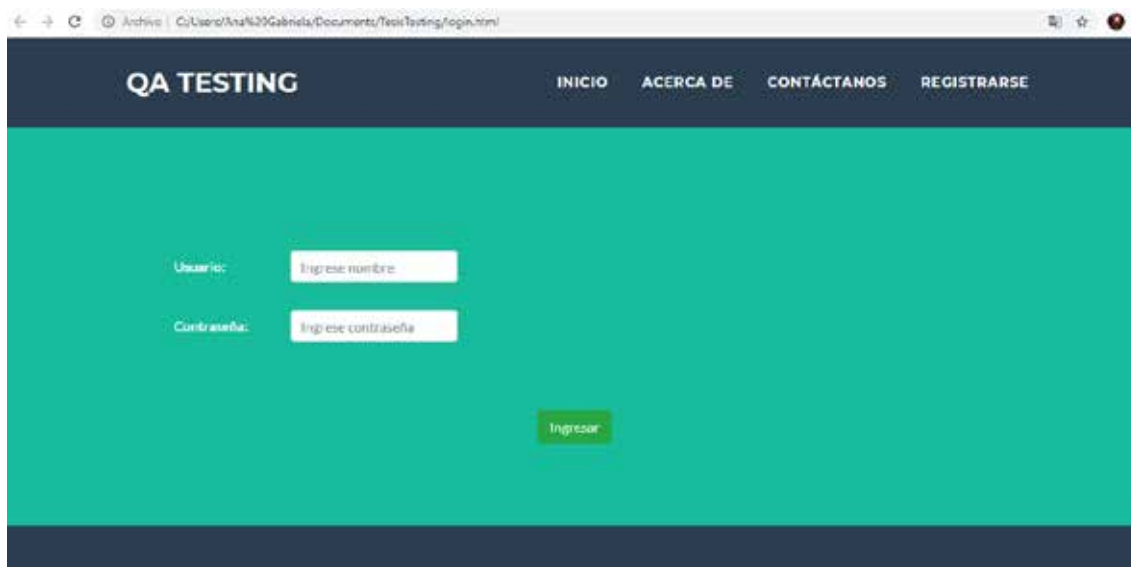 Archivo | C:/Users/Ana%20Gabriela/Documents/TesisTesting/login.html
QA TESTING
INICIO ACERCA DE CONTÁCTANOS REGISTRARSE
Usuario: Ingrese nombre
Contraseña: Ingrese contraseña
Ingresar